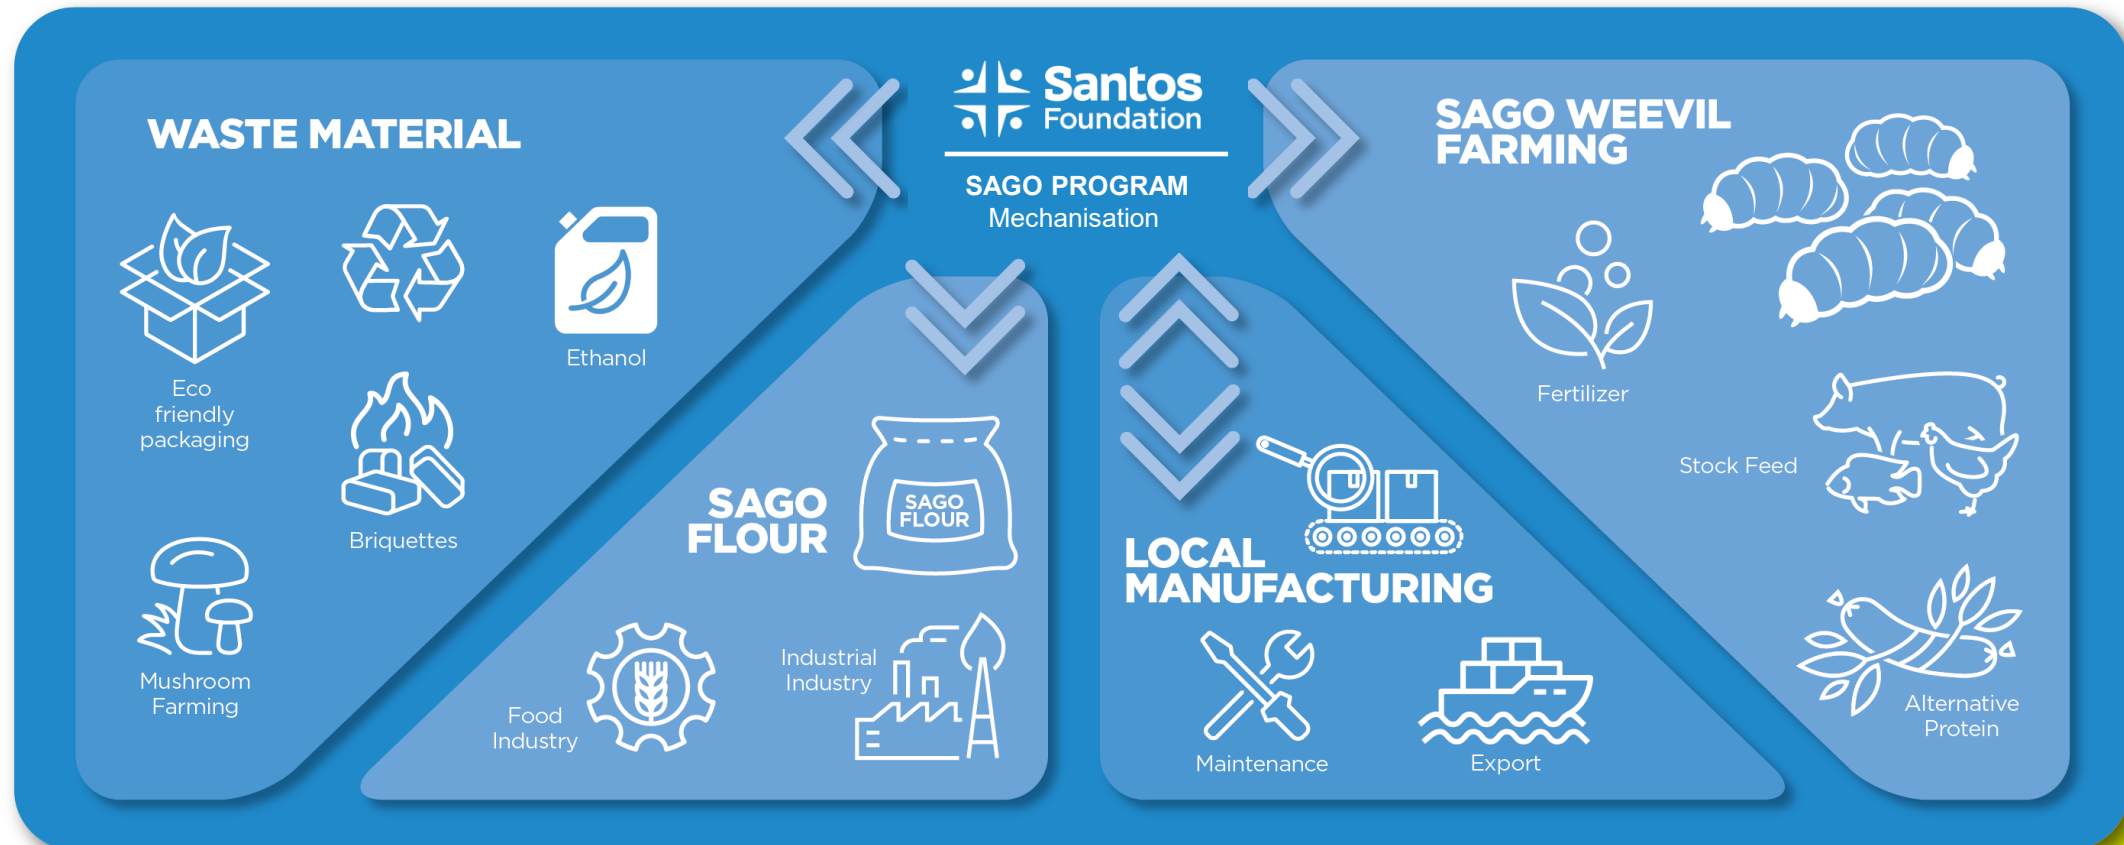 Santos
Foundation
SAGO PROGRAM
Mechanisation
WASTE MATERIAL
Eco
friendly
packaging
Ethanol
Briquettes
Mushroom
Farming
SAGO
FLOUR
SAGO
FLOUR
Food
Industry
Industrial
Industry
LOCAL
MANUFACTURING
Maintenance
Export
SAGO WEEVIL
FARMING
Fertilizer
Stock Feed
Alternative
Protein